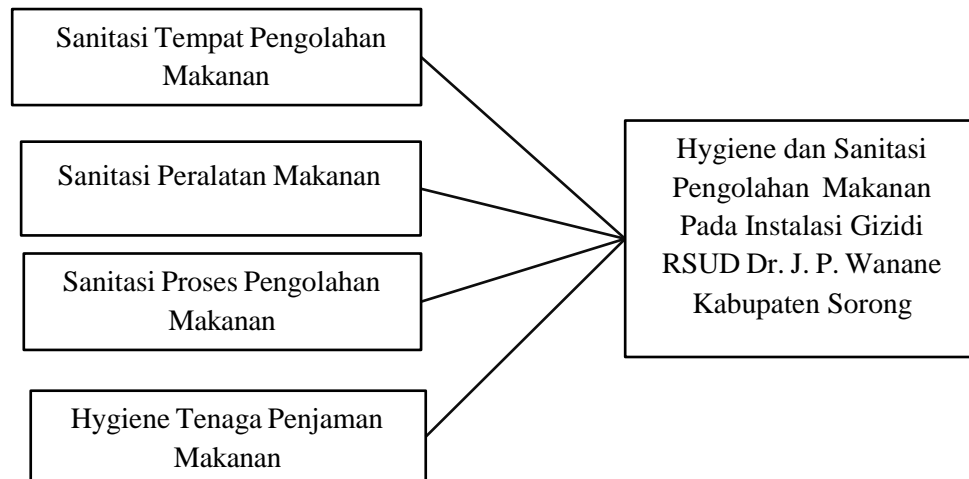 Sanitasi Tempat Pengolahan
Makanan
Sanitasi Peralatan Makanan
Sanitasi Proses Pengolahan
Makanan
Hygiene Tenaga Penjaman
Makanan
Hygiene dan Sanitasi
Pengolahan Makanan
Pada Instalasi Gizidi
RSUD Dr. J. P. Wanane
Kabupaten Sorong